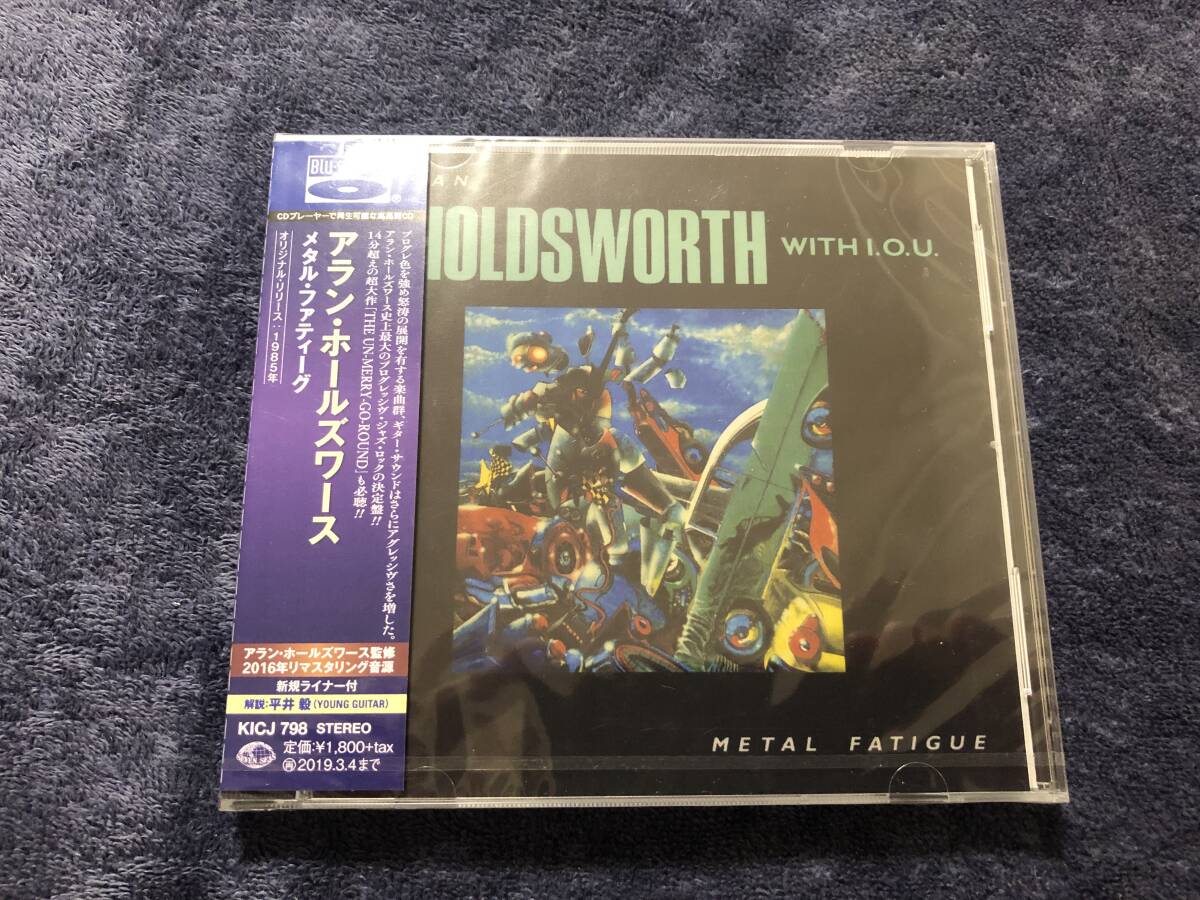 Blu-
®
CDプレーヤーで再生可能な高品質CD
プログレ色を強め怒涛の展開を有する楽曲群、ギター・サウンドはさらにアグレッシヴさを増した。
アラン・ホールズワース史上最大のプログレッシヴ・ジャズ・ロックの決定盤!!
14分超えの超大作「THE UN-MERRY-GO-ROUND」も必聴!!
アラン・ホールズワース
メタル・ファティーグ
オリジナル・リリース：1985年
アラン・ホールズワース監修
2016年リマスタリング音源
新規ライナー付
解説:平井 毅(YOUNG GUITAR)
KICJ 798 STEREO
SEVEN SEAS
定価:¥1,800+tax
再2019.3.4まで
AN
HOLDSWORTH WITH I.O.U.
METAL FATIGUE